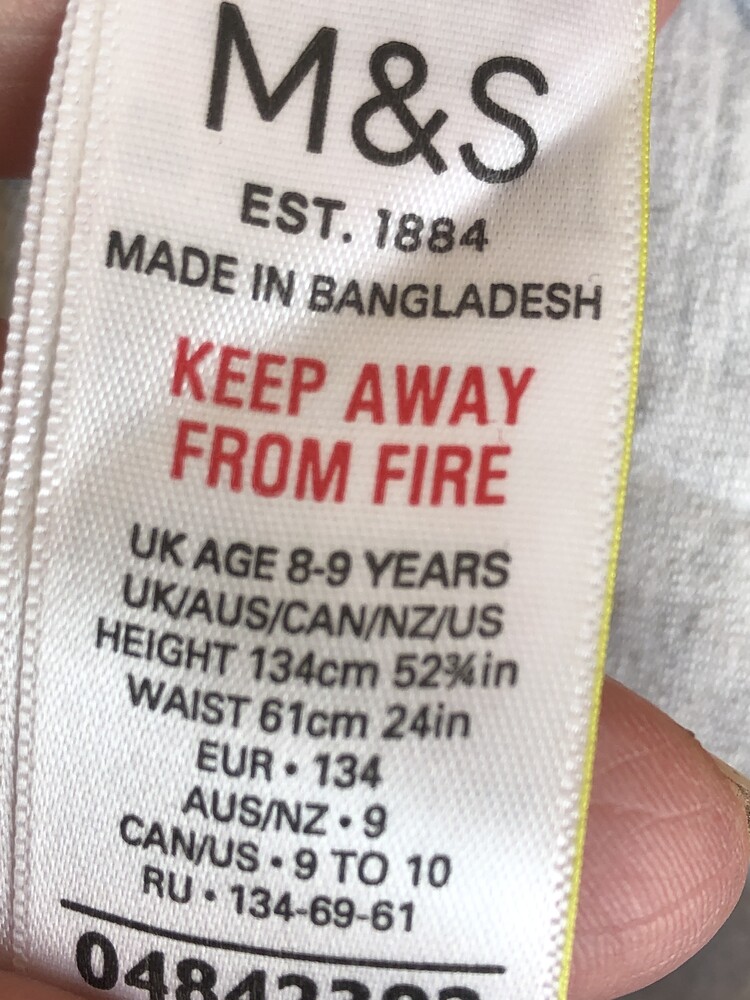 M&S
EST. 1884
MADE IN BANGLADESH
KEEP AWAY
FROM FIRE
UK AGE 8-9 YEARS
UK/AUS/CAN/NZ/US
HEIGHT 134cm 52¾in
WAIST 61cm 24in
EUR • 134
AUS/NZ • 9
CAN/US • 9 TO 10
RU • 134-69-61